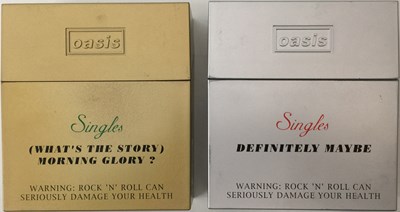 oasis
Singles
(WHAT'S THE STORY)
MORNING GLORY ?
WARNING: ROCK 'N' ROLL CAN
SERIOUSLY DAMAGE YOUR HEALTH
oasis
Singles
DEFINITELY MAYBE
WARNING: ROCK 'N' ROLL CAN
SERIOUSLY DAMAGE YOUR HEALTH